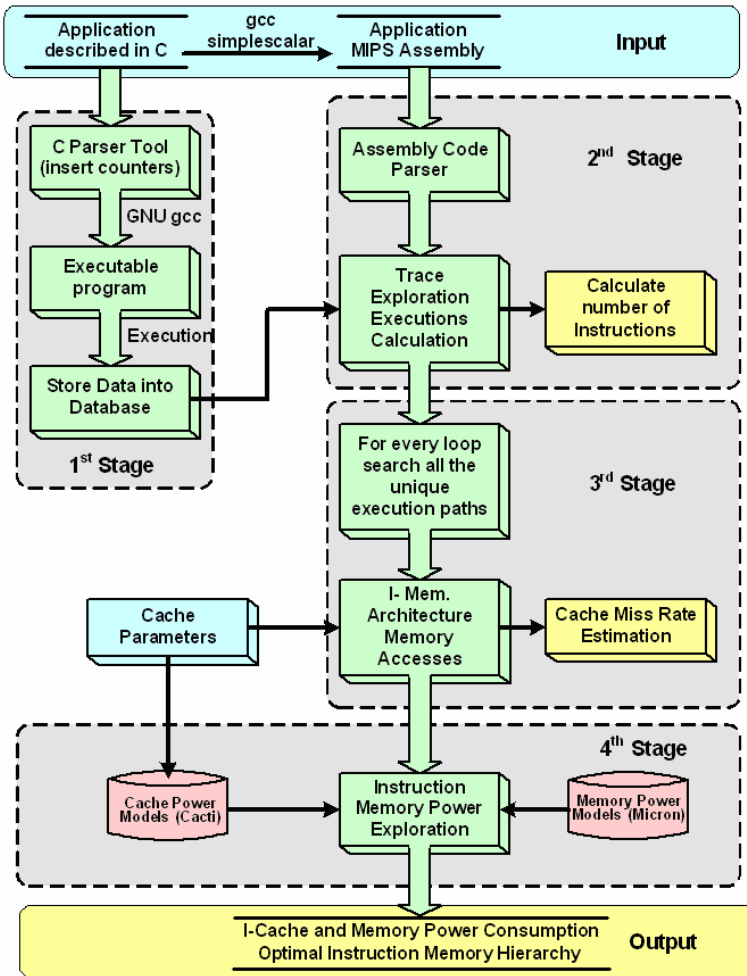 Application
described in C
gcc
simplescalar
Application
MIPS Assembly
Input
C Parser Tool
(insert counters)
GNU gcc
Executable
program
Execution
Store Data into
Database
1st Stage
Assembly Code
Parser
2nd Stage
Trace
Exploration
Executions
Calculation
Calculate
number of
Instructions
For every loop
search all the
unique
execution paths
3rd Stage
I- Mem.
Architecture
Memory
Accesses
Cache
Parameters
Cache Miss Rate
Estimation
4th Stage
Cache Power
Models (Cacti)
Instruction
Memory Power
Exploration
Memory Power
Models (Micron)
I-Cache and Memory Power Consumption
Optimal Instruction Memory Hierarchy
Output